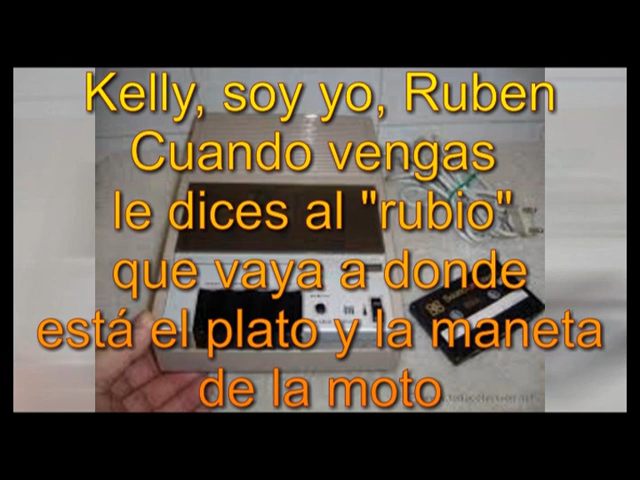 Kelly, soy yo, Ruben
Cuando vengas
le dices al "rubio"
que vaya a donde
está el plato y la maneta
de la moto